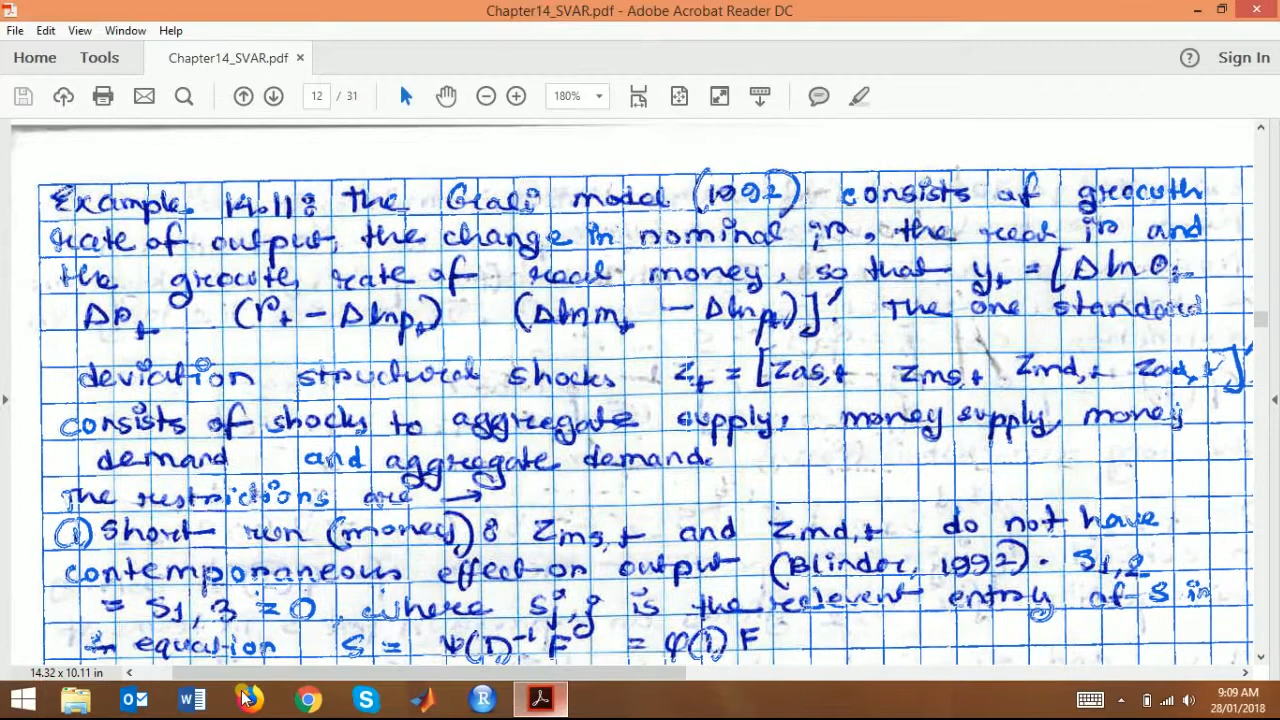 Chapter14_SVAR.pdf - Adobe Acrobat Reader DC
File Edit View Window Help
Home Tools Chapter14_SVAR.pdf × Sign In
12 / 31 180%
Example 14.11: The Gali model (1992) consists of growth
rate of output, the change in nominal ir, the real ir and
the growth rate of real money, so that yt = [Δ ln Ot
ΔPt (rt - Δlnpt) (Δlnmt - Δlnpt)]'. The one standard
deviation structural shocks zt = [zas,t zms,t zmd,t zad,t]'
consists of shocks to aggregate supply, money supply, money
demand and aggregate demand.
The restrictions are →
(i) Short-run (money): zms,t and zmd,t do not have
contemporaneous effect on output (Blinder, 1992). S1,2
= S1,3 = 0, where Si,j is the relevent entry of S in
in equation S = ψ(1)⁻¹ F = φ(1) F
14.32 x 10.11 in
9:09 AM
28/01/2018